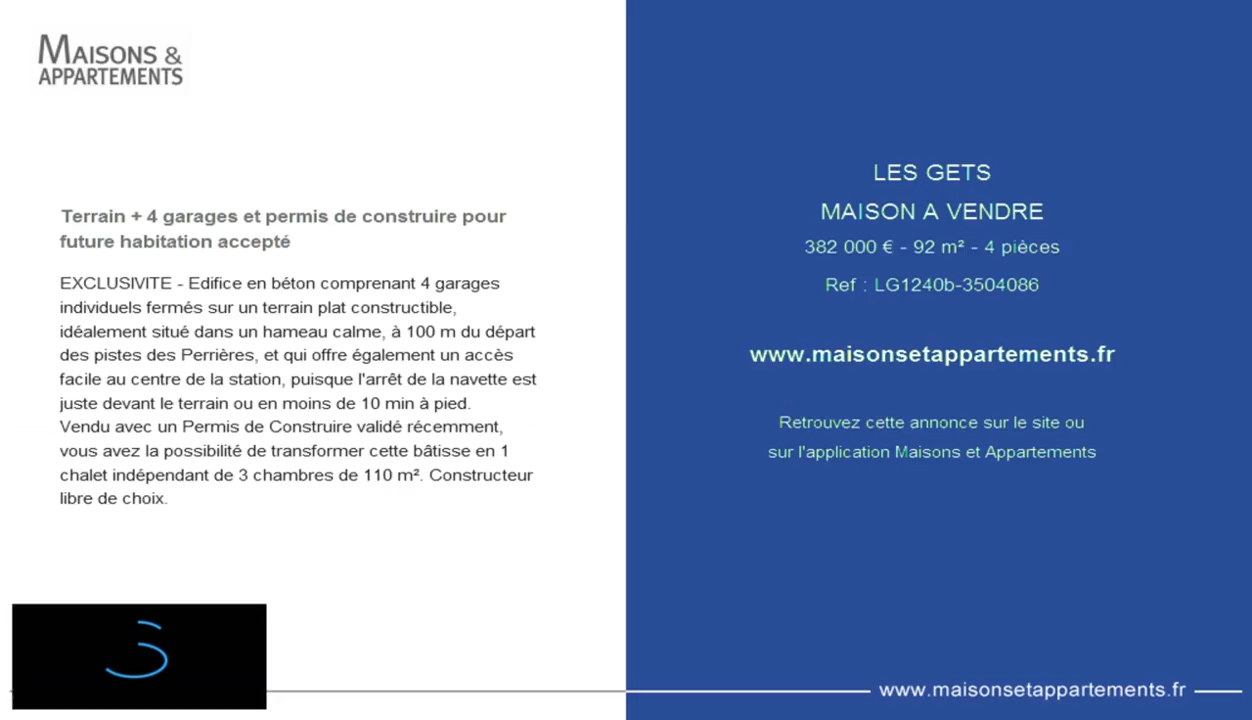 MAISONS &
APPARTEMENTS
Terrain + 4 garages et permis de construire pour
future habitation accepté
EXCLUSIVITE - Edifice en béton comprenant 4 garages
individuels fermés sur un terrain plat constructible,
idéalement situé dans un hameau calme, à 100 m du départ
des pistes des Perrières, et qui offre également un accès
facile au centre de la station, puisque l'arrêt de la navette est
juste devant le terrain ou en moins de 10 min à pied.
Vendu avec un Permis de Construire validé récemment,
vous avez la possibilité de transformer cette bâtisse en 1
chalet indépendant de 3 chambres de 110 m². Constructeur
libre de choix.
LES GETS
MAISON A VENDRE
382 000 € - 92 m² - 4 pièces
Ref : LG1240b-3504086
www.maisonsetappartements.fr
Retrouvez cette annonce sur le site ou
sur l'application Maisons et Appartements
www.maisonsetappartements.fr